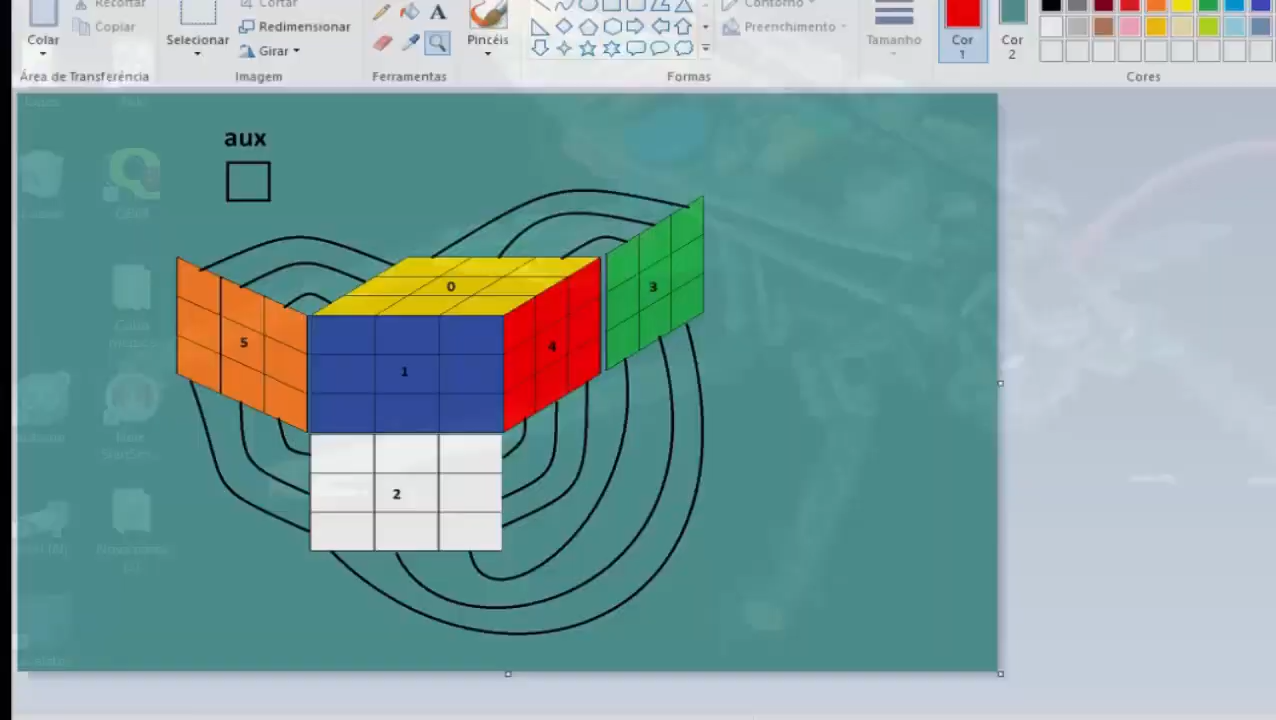 Recortar
Cortar
Colar
Copiar
Selecionar
Redimensionar
Girar
A
Pincéis
Contorno
Preenchimento
Tamanho
Cor
1
Cor
2
Área de Transferência
Imagem
Ferramentas
Formas
Cores
aux
0
3
5
4
1
2